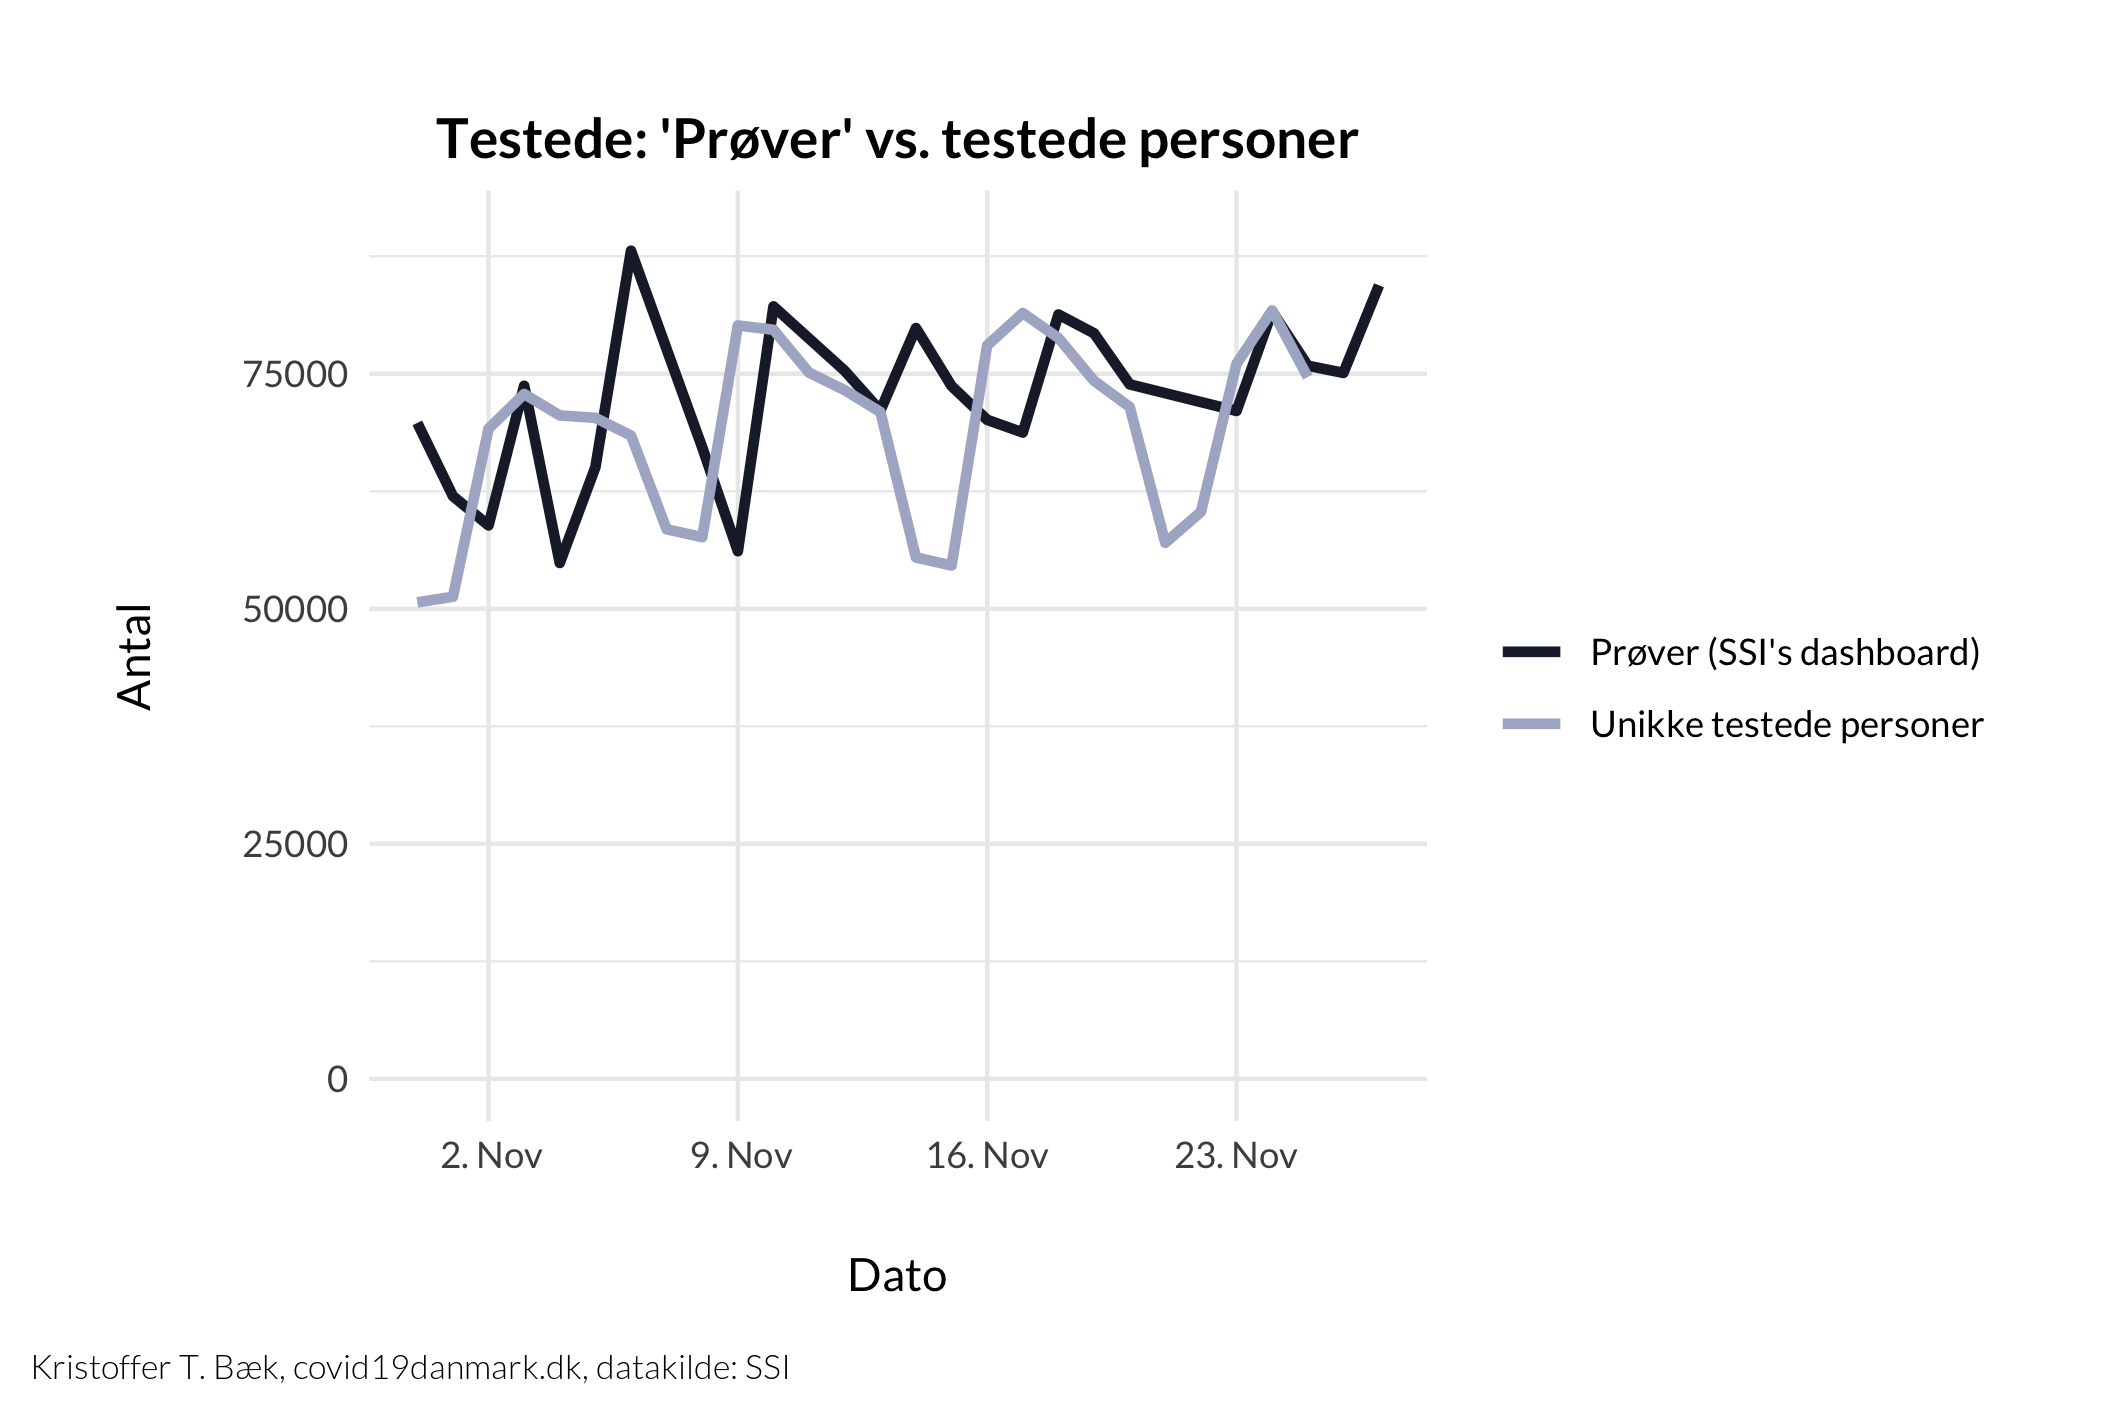 Testede: 'Prøver' vs. testede personer
Antal
75000
50000
25000
0
2. Nov
9. Nov
16. Nov
23. Nov
Dato
Prøver (SSI's dashboard)
Unikke testede personer
Kristoffer T. Bæk, covid19danmark.dk, datakilde: SSI